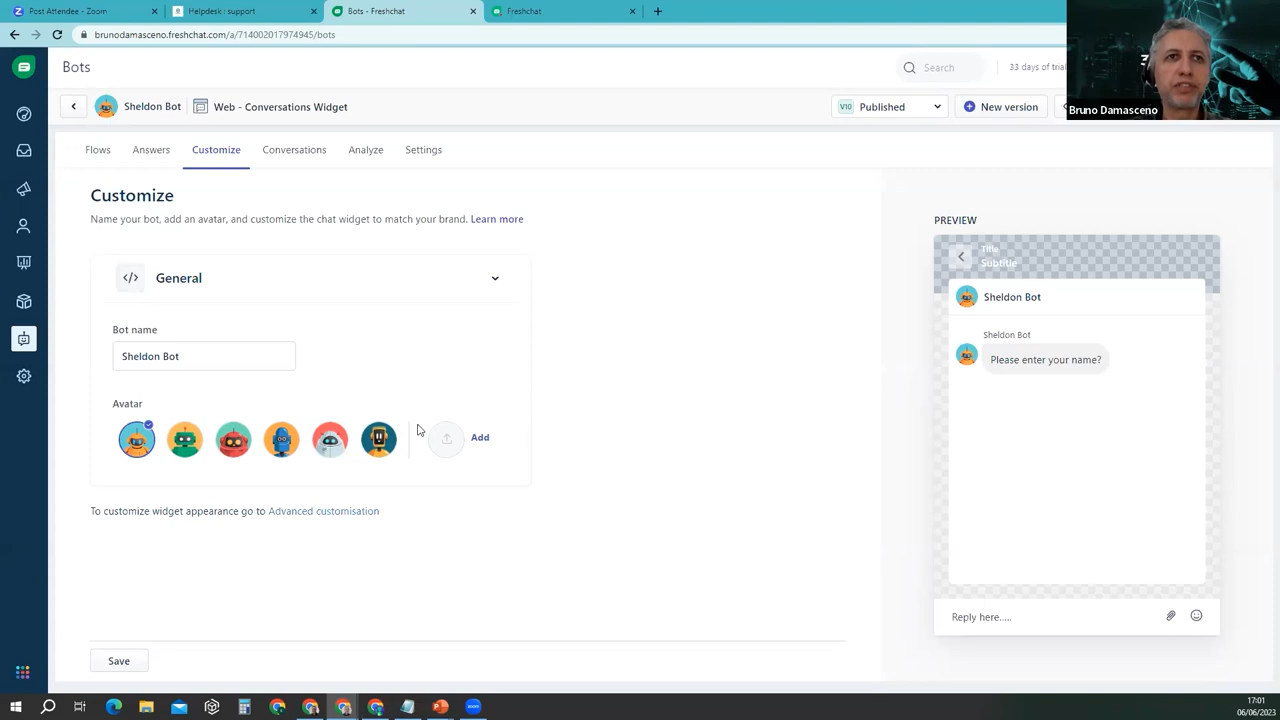 Post Attendee - Zoom
Helpdesk : support
Bots - Freshchat
Freshchat
brunodamasceno.freshchat.com/a/714002017974945/bots
Bots
Search
33 days of trial
Bruno Damasceno
Sheldon Bot
Web - Conversations Widget
V10 Published
New version
Flows
Answers
Customize
Conversations
Analyze
Settings
Customize
Name your bot, add an avatar, and customize the chat widget to match your brand. Learn more
General
Bot name
Sheldon Bot
Avatar
Add
To customize widget appearance go to Advanced customisation
Save
PREVIEW
Title
Subtitle
Sheldon Bot
Sheldon Bot
Please enter your name?
Reply here.....
17:01
06/06/2023